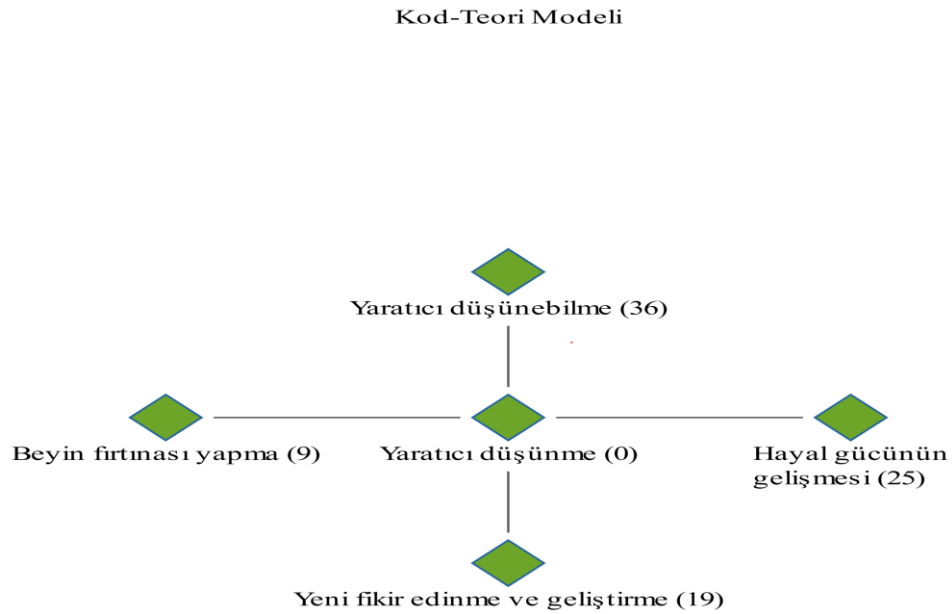 Kod-Teori Modeli
Yaratıcı düşünebilme (36)
Beyin fırtınası yapma (9)
Yaratıcı düşünme (0)
Hayal gücünün
gelişmesi (25)
Yeni fikir edinme ve geliştirme (19)